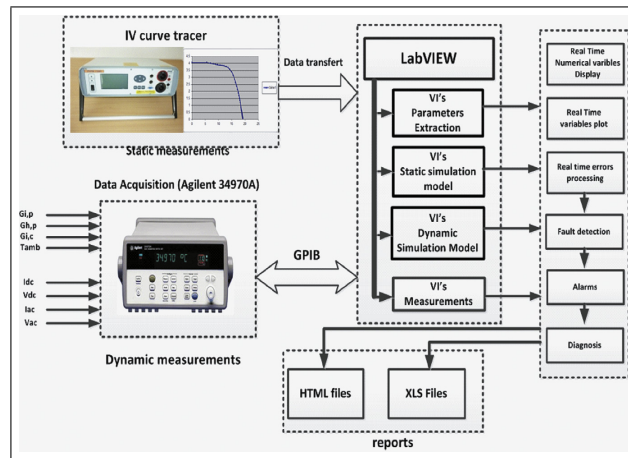 IV curve tracer
Data transfert
Static measurements
Data Acquisition (Agilent 34970A)
Gi,p
Gh,p
Gi,c
Tamb
Idc
Vdc
Iac
Vac
34970 °C
GPIB
Dynamic measurements
LabVIEW
VI's
Parameters
Extraction
VI's
Static simulation
model
VI's
Dynamic
Simulation Model
VI's
Measurements
Real Time
Numerical varibles
Display
Real Time
variables plot
Real time errors
processing
Fault detection
Alarms
Diagnosis
HTML files
XLS Files
reports